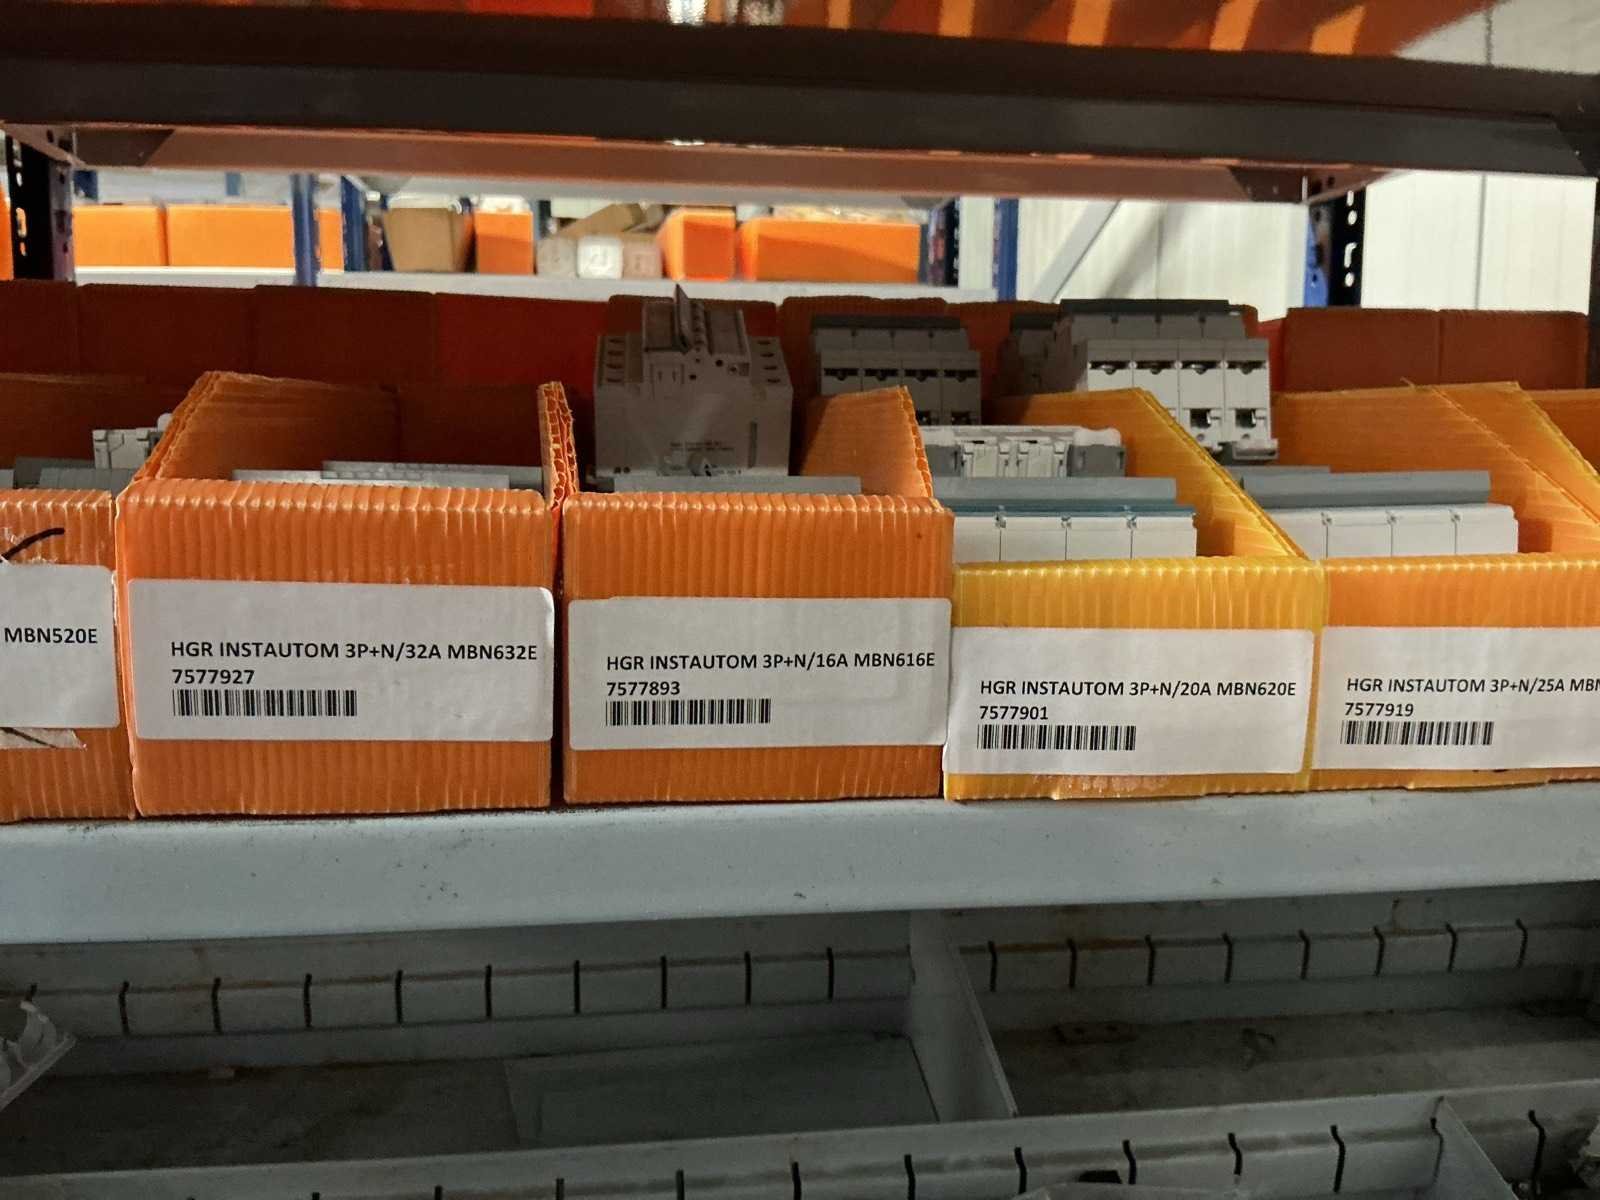 MBN520E
HGR INSTAUTOM 3P+N/32A MBN632E
7577927
HGR INSTAUTOM 3P+N/16A MBN616E
7577893
HGR INSTAUTOM 3P+N/20A MBN620E
7577901
HGR INSTAUTOM 3P+N/25A MBN
7577919